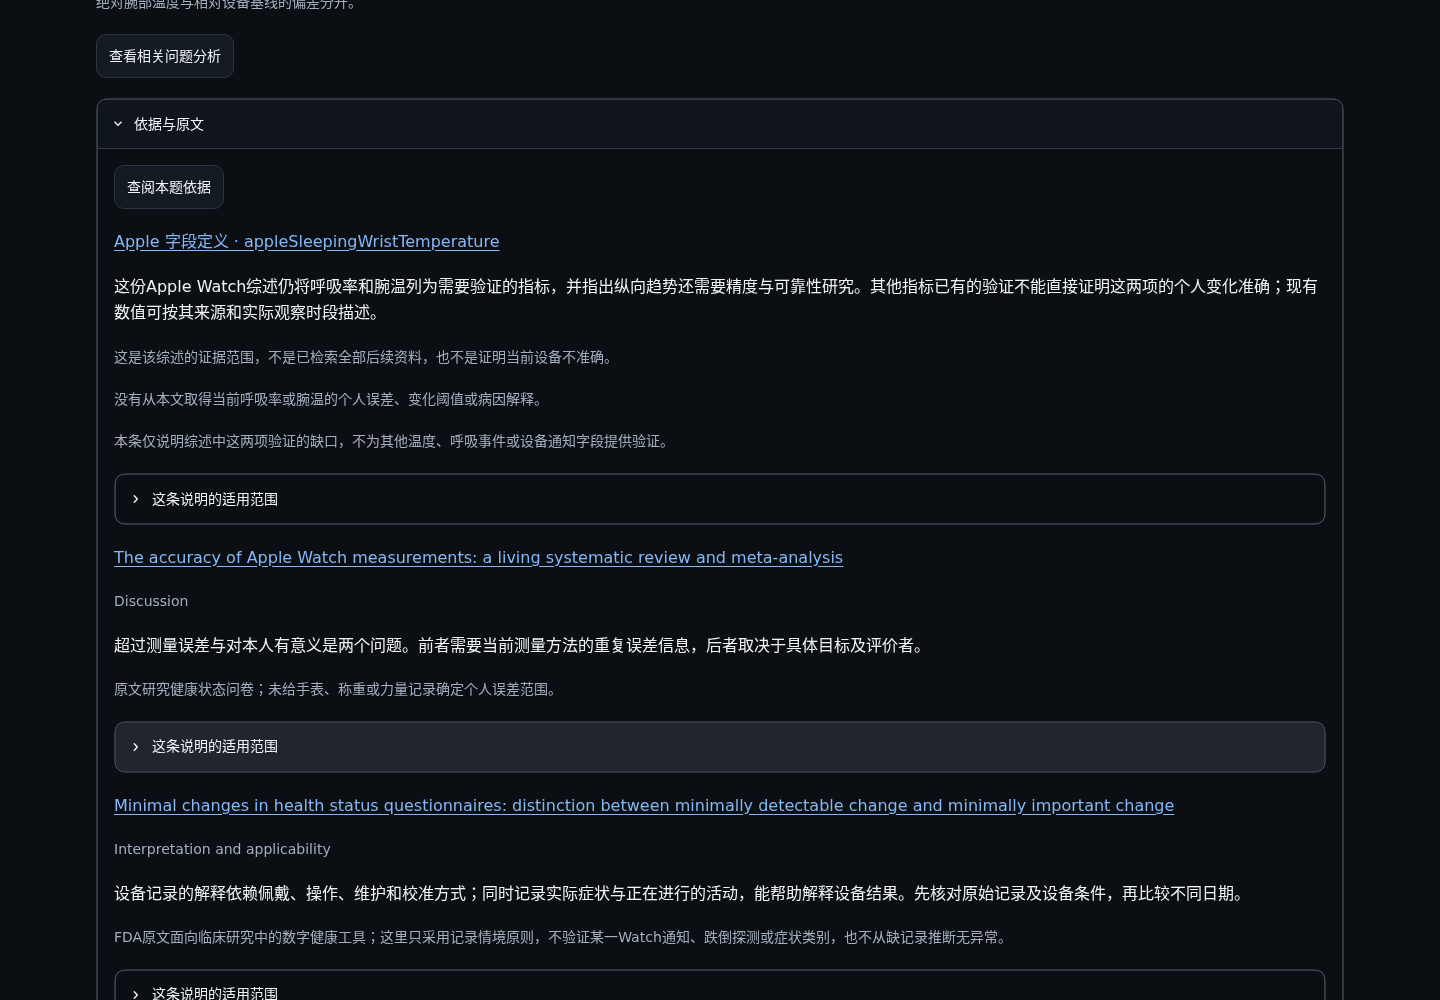 绝对腕部温度与相对设备基线的偏差分开。
查看相关问题分析
依据与原文
查阅本题依据
Apple 字段定义 · appleSleepingWristTemperature
这份Apple Watch综述仍将呼吸率和腕温列为需要验证的指标，并指出纵向趋势还需要精度与可靠性研究。其他指标已有的验证不能直接证明这两项的个人变化准确；现有
数值可按其来源和实际观察时段描述。
这是该综述的证据范围，不是已检索全部后续资料，也不是证明当前设备不准确。
没有从本文取得当前呼吸率或腕温的个人误差、变化阈值或病因解释。
本条仅说明综述中这两项验证的缺口，不为其他温度、呼吸事件或设备通知字段提供验证。
这条说明的适用范围
The accuracy of Apple Watch measurements: a living systematic review and meta-analysis
Discussion
超过测量误差与对本人有意义是两个问题。前者需要当前测量方法的重复误差信息，后者取决于具体目标及评价者。
原文研究健康状态问卷；未给手表、称重或力量记录确定个人误差范围。
这条说明的适用范围
Minimal changes in health status questionnaires: distinction between minimally detectable change and minimally important change
Interpretation and applicability
设备记录的解释依赖佩戴、操作、维护和校准方式；同时记录实际症状与正在进行的活动，能帮助解释设备结果。先核对原始记录及设备条件，再比较不同日期。
FDA原文面向临床研究中的数字健康工具；这里只采用记录情境原则，不验证某一Watch通知、跌倒探测或症状类别，也不从缺记录推断无异常。
这条说明的适用范围